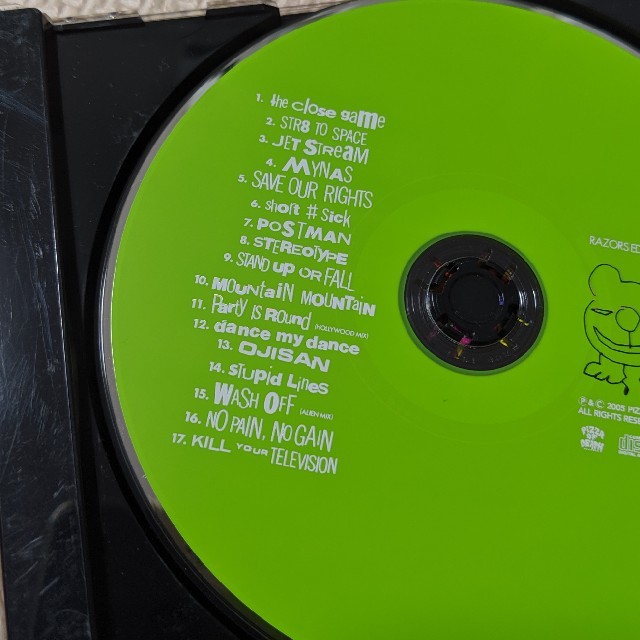 1. the close game
2. STR8 TO SPACE
3. JET STREAM
4. MYNAS
5. SAVE OUR RIGHTS
6. short # sick
7. POSTMAN
8. STEREOTYPE
9. STAND UP OR FALL
10. MOUNTAIN MOUNTAIN
11. Party is Round (HOLLYWOOD MIX)
12. dance my dance
13. OJISAN
14. stupid Lines
15. WASH OFF (ALIEN MIX)
16. NO PAIN, NO GAIN
17. KILL YOUR TELEVISION
RAZORS ED
℗ & © 2005 PIZ
ALL RIGHTS RESE